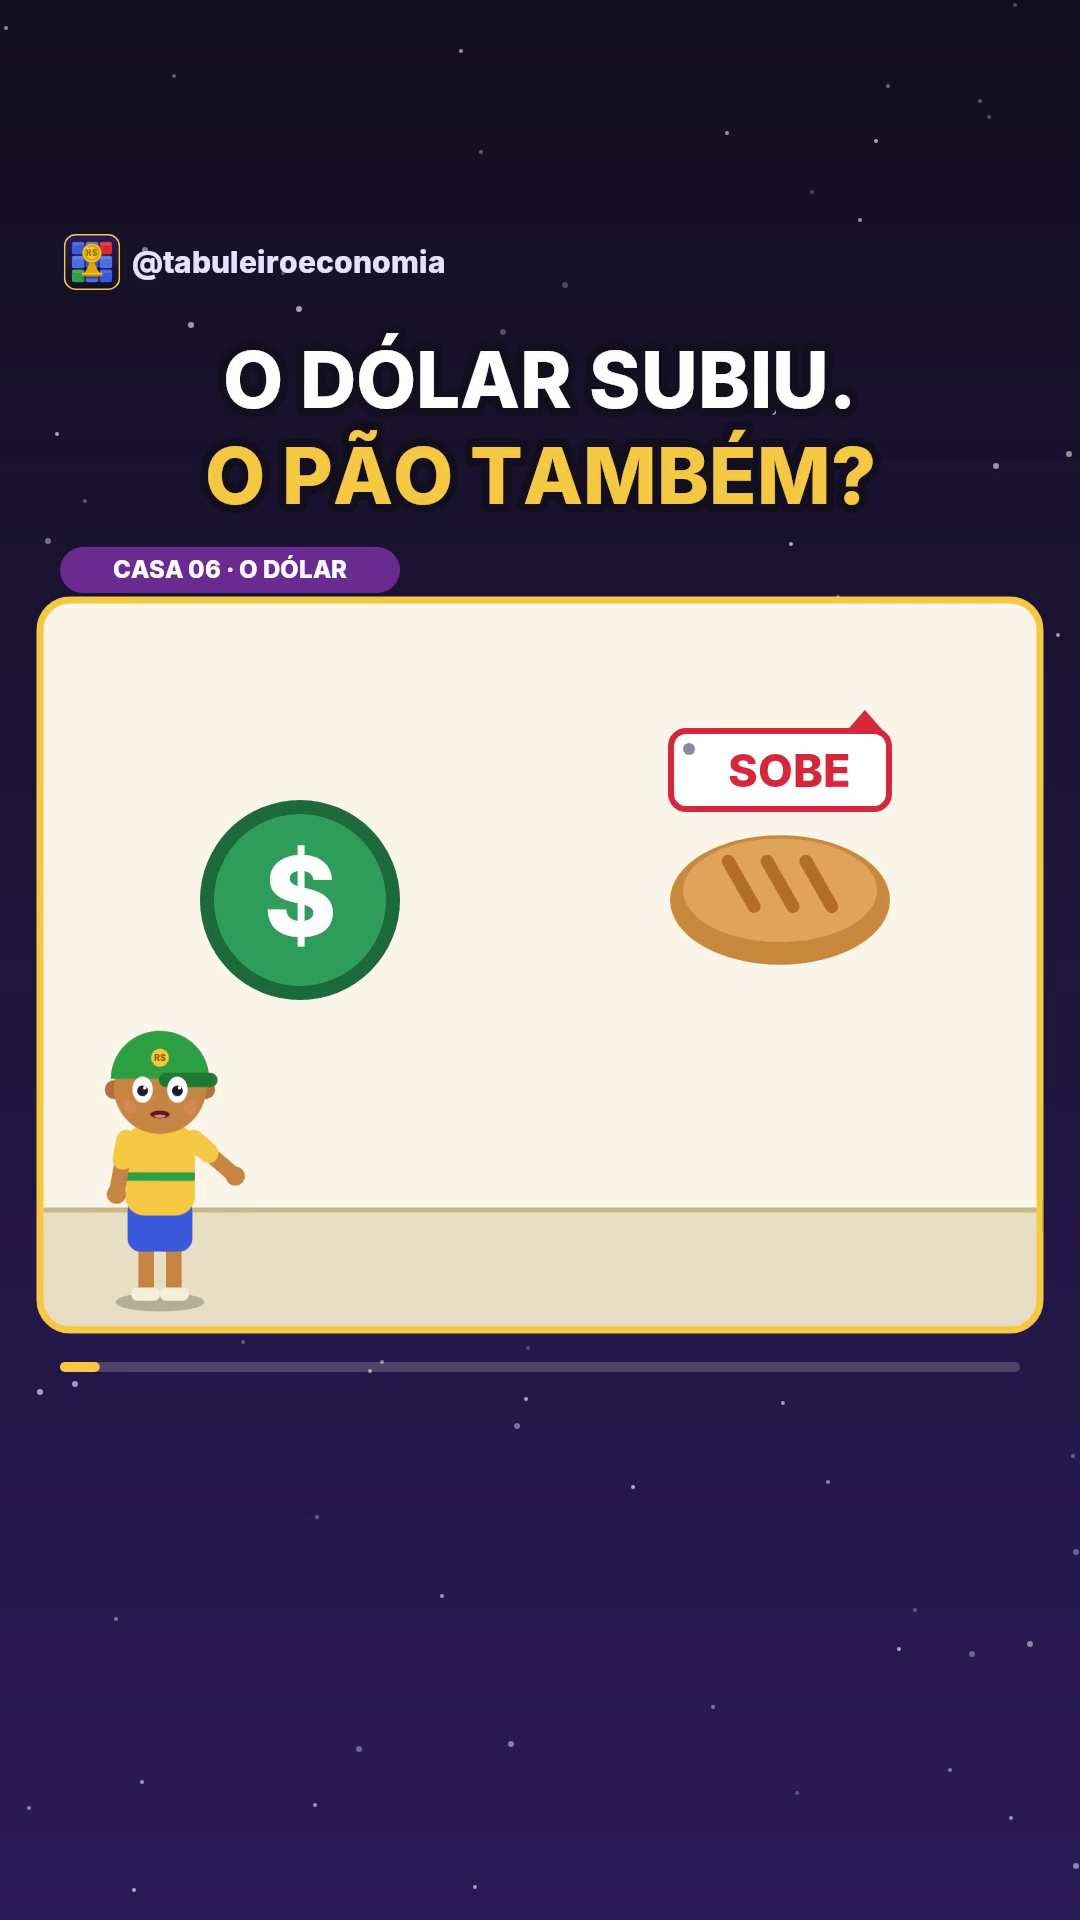 @tabuleiroeconomia
O DÓLAR SUBIU.
O PÃO TAMBÉM?
CASA 06 · O DÓLAR
SOBE
$
R$